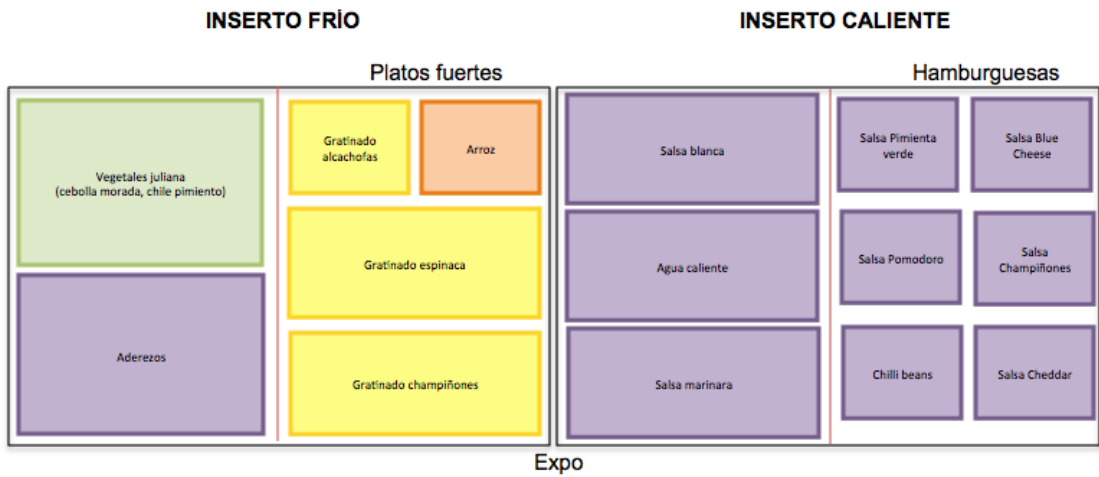 INSERTO FRÍO
INSERTO CALIENTE
Platos fuertes
Hamburguesas
Vegetales juliana
(cebolla morada, chile pimiento)
Aderezos
Gratinado
alcachofas
Arroz
Gratinado espinaca
Gratinado champiñones
Salsa blanca
Agua caliente
Salsa marinara
Salsa Pimienta
verde
Salsa Blue
Cheese
Salsa Pomodoro
Salsa
Champiñones
Chilli beans
Salsa Cheddar
Expo